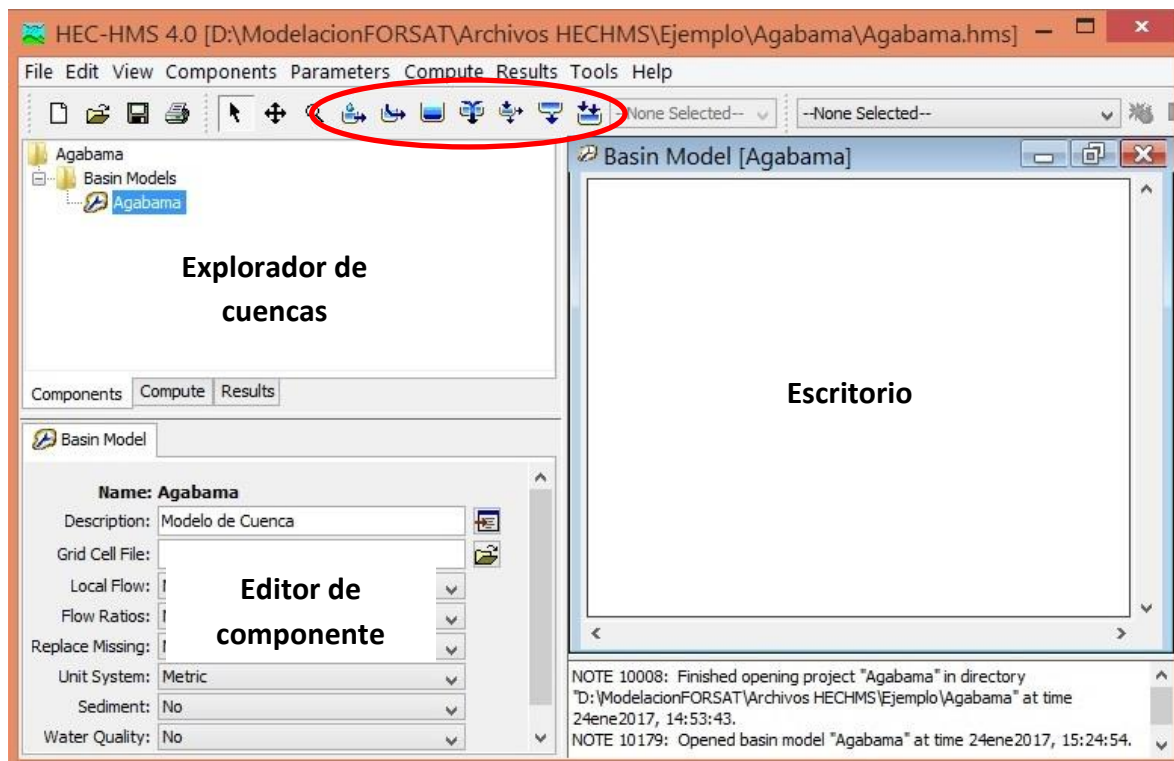 HEC-HMS 4.0 [D:\ModelacionFORSAT\Archivos HECHMS\Ejemplo\Agabama\Agabama.hms]
File Edit View Components Parameters Compute Results Tools Help
--None Selected-- --None Selected--
Agabama
Basin Models
Agabama
Explorador de
cuencas
Components Compute Results
Basin Model [Agabama]
Escritorio
Basin Model
Name: Agabama
Description: Modelo de Cuenca
Grid Cell File:
Local Flow:
Flow Ratios:
Replace Missing:
Editor de
componente
Unit System: Metric
Sediment: No
Water Quality: No
NOTE 10008: Finished opening project "Agabama" in directory
"D:\ModelacionFORSAT\Archivos HECHMS\Ejemplo\Agabama" at time
24ene2017, 14:53:43.
NOTE 10179: Opened basin model "Agabama" at time 24ene2017, 15:24:54.